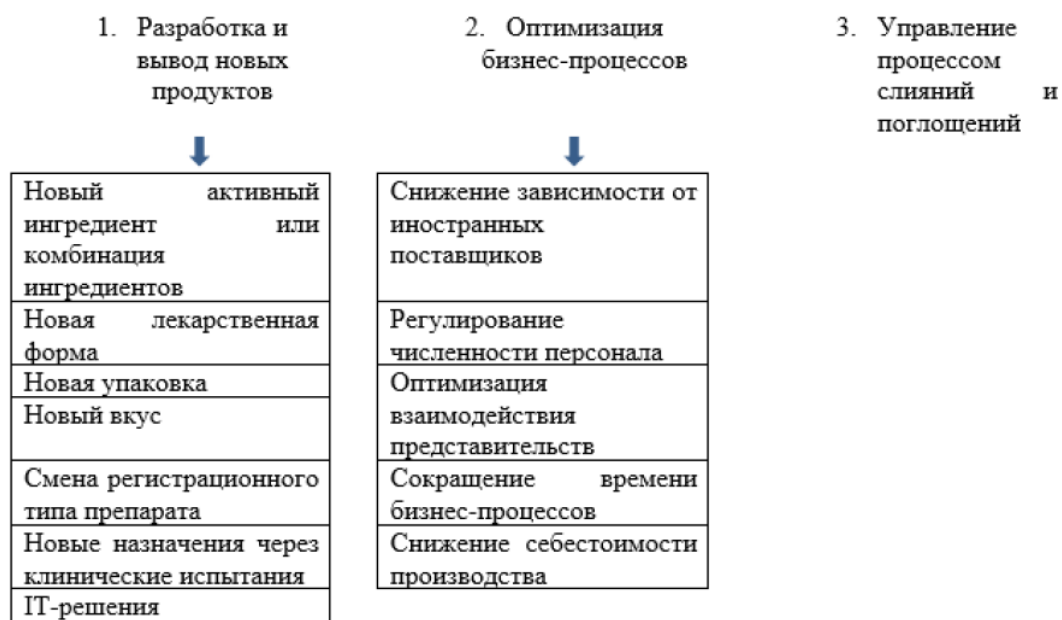 1. Разработка и
вывод новых
продуктов
2. Оптимизация
бизнес-процессов
3. Управление
процессом
слияний и
поглощений
Новый активный
ингредиент или
комбинация
ингредиентов
Новая лекарственная
форма
Новая упаковка
Новый вкус
Смена регистрационного
типа препарата
Новые назначения через
клинические испытания
IT-решения
Снижение зависимости от
иностранных
поставщиков
Регулирование
численности персонала
Оптимизация
взаимодействия
представительств
Сокращение времени
бизнес-процессов
Снижение себестоимости
производства